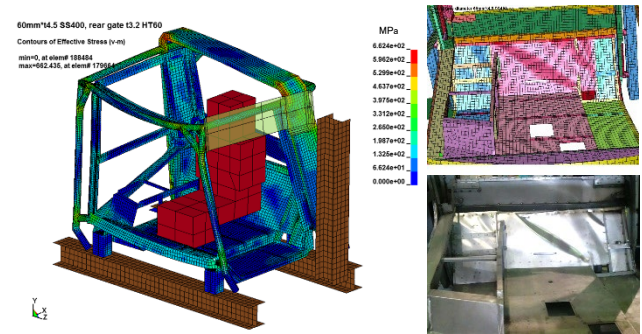 60mm*t4.5 SS400, rear gate t3.2 HT60
Contours of Effective Stress (v-m)
min=0, at elem# 188484
max=662.435, at elem# 179664
MPa
6.624e+02
5.962e+02
5.299e+02
4.637e+02
3.975e+02
3.312e+02
2.650e+02
1.987e+02
1.325e+02
6.624e+01
0.000e+00
Y
X
Z